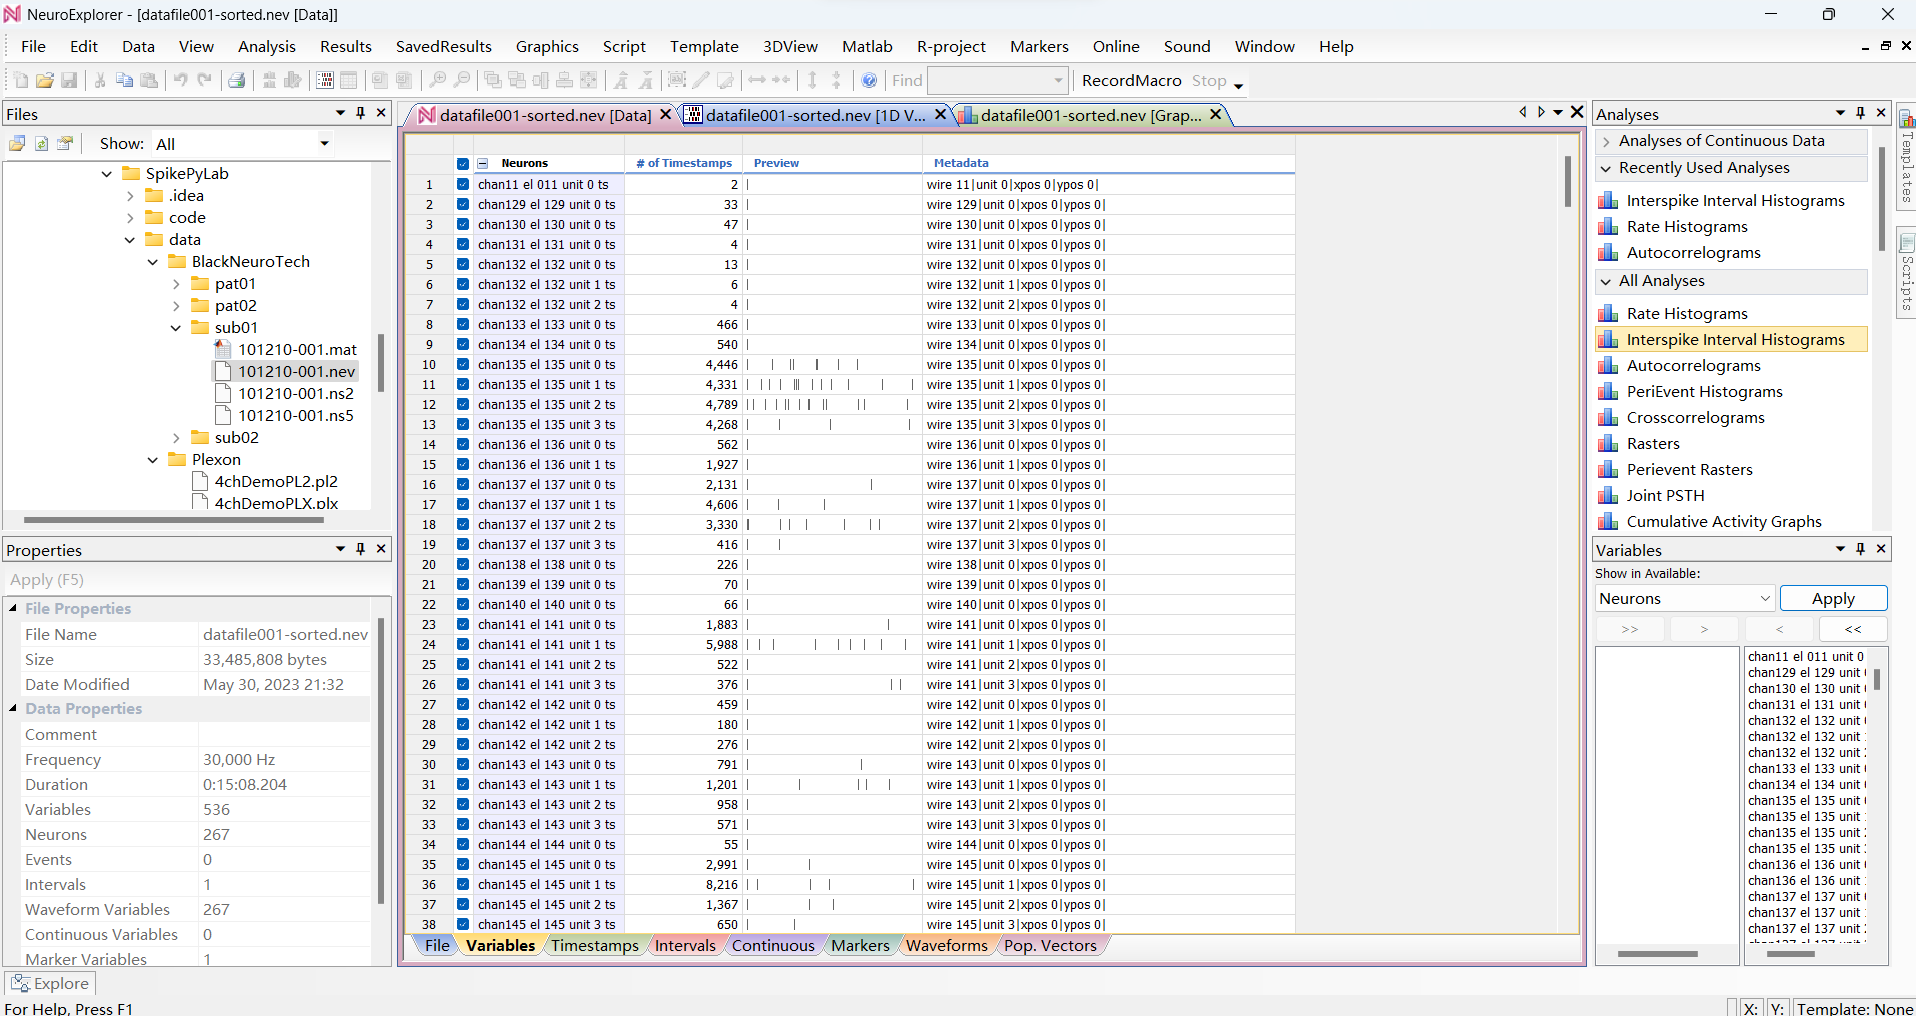 NeuroExplorer - [datafile001-sorted.nev [Data]]
File Edit Data View Analysis Results SavedResults Graphics Script Template 3DView Matlab R-project Markers Online Sound Window Help
Find RecordMacro Stop
Files
Show: All
SpikePyLab
.idea
code
data
BlackNeuroTech
pat01
pat02
sub01
101210-001.mat
101210-001.nev
101210-001.ns2
101210-001.ns5
sub02
Plexon
4chDemoPL2.pl2
4chDemoPLX.plx
Properties
Apply (F5)
File Properties
File Name datafile001-sorted.nev
Size 33,485,808 bytes
Date Modified May 30, 2023 21:32
Data Properties
Comment
Frequency 30,000 Hz
Duration 0:15:08.204
Variables 536
Neurons 267
Events 0
Intervals 1
Waveform Variables 267
Continuous Variables 0
Marker Variables 1
Explore
For Help, Press F1
datafile001-sorted.nev [Data] datafile001-sorted.nev [1D V... datafile001-sorted.nev [Grap...
Neurons # of Timestamps Preview Metadata
1 chan11 el 011 unit 0 ts 2 wire 11|unit 0|xpos 0|ypos 0|
2 chan129 el 129 unit 0 ts 33 wire 129|unit 0|xpos 0|ypos 0|
3 chan130 el 130 unit 0 ts 47 wire 130|unit 0|xpos 0|ypos 0|
4 chan131 el 131 unit 0 ts 4 wire 131|unit 0|xpos 0|ypos 0|
5 chan132 el 132 unit 0 ts 13 wire 132|unit 0|xpos 0|ypos 0|
6 chan132 el 132 unit 1 ts 6 wire 132|unit 1|xpos 0|ypos 0|
7 chan132 el 132 unit 2 ts 4 wire 132|unit 2|xpos 0|ypos 0|
8 chan133 el 133 unit 0 ts 466 wire 133|unit 0|xpos 0|ypos 0|
9 chan134 el 134 unit 0 ts 540 wire 134|unit 0|xpos 0|ypos 0|
10 chan135 el 135 unit 0 ts 4,446 wire 135|unit 0|xpos 0|ypos 0|
11 chan135 el 135 unit 1 ts 4,331 wire 135|unit 1|xpos 0|ypos 0|
12 chan135 el 135 unit 2 ts 4,789 wire 135|unit 2|xpos 0|ypos 0|
13 chan135 el 135 unit 3 ts 4,268 wire 135|unit 3|xpos 0|ypos 0|
14 chan136 el 136 unit 0 ts 562 wire 136|unit 0|xpos 0|ypos 0|
15 chan136 el 136 unit 1 ts 1,927 wire 136|unit 1|xpos 0|ypos 0|
16 chan137 el 137 unit 0 ts 2,131 wire 137|unit 0|xpos 0|ypos 0|
17 chan137 el 137 unit 1 ts 4,606 wire 137|unit 1|xpos 0|ypos 0|
18 chan137 el 137 unit 2 ts 3,330 wire 137|unit 2|xpos 0|ypos 0|
19 chan137 el 137 unit 3 ts 416 wire 137|unit 3|xpos 0|ypos 0|
20 chan138 el 138 unit 0 ts 226 wire 138|unit 0|xpos 0|ypos 0|
21 chan139 el 139 unit 0 ts 70 wire 139|unit 0|xpos 0|ypos 0|
22 chan140 el 140 unit 0 ts 66 wire 140|unit 0|xpos 0|ypos 0|
23 chan141 el 141 unit 0 ts 1,883 wire 141|unit 0|xpos 0|ypos 0|
24 chan141 el 141 unit 1 ts 5,988 wire 141|unit 1|xpos 0|ypos 0|
25 chan141 el 141 unit 2 ts 522 wire 141|unit 2|xpos 0|ypos 0|
26 chan141 el 141 unit 3 ts 376 wire 141|unit 3|xpos 0|ypos 0|
27 chan142 el 142 unit 0 ts 459 wire 142|unit 0|xpos 0|ypos 0|
28 chan142 el 142 unit 1 ts 180 wire 142|unit 1|xpos 0|ypos 0|
29 chan142 el 142 unit 2 ts 276 wire 142|unit 2|xpos 0|ypos 0|
30 chan143 el 143 unit 0 ts 791 wire 143|unit 0|xpos 0|ypos 0|
31 chan143 el 143 unit 1 ts 1,201 wire 143|unit 1|xpos 0|ypos 0|
32 chan143 el 143 unit 2 ts 958 wire 143|unit 2|xpos 0|ypos 0|
33 chan143 el 143 unit 3 ts 571 wire 143|unit 3|xpos 0|ypos 0|
34 chan144 el 144 unit 0 ts 55 wire 144|unit 0|xpos 0|ypos 0|
35 chan145 el 145 unit 0 ts 2,991 wire 145|unit 0|xpos 0|ypos 0|
36 chan145 el 145 unit 1 ts 8,216 wire 145|unit 1|xpos 0|ypos 0|
37 chan145 el 145 unit 2 ts 1,367 wire 145|unit 2|xpos 0|ypos 0|
38 chan145 el 145 unit 3 ts 650 wire 145|unit 3|xpos 0|ypos 0|
File Variables Timestamps Intervals Continuous Markers Waveforms Pop. Vectors
Analyses
Analyses of Continuous Data
Recently Used Analyses
Interspike Interval Histograms
Rate Histograms
Autocorrelograms
All Analyses
Rate Histograms
Interspike Interval Histograms
Autocorrelograms
PeriEvent Histograms
Crosscorrelograms
Rasters
Perievent Rasters
Joint PSTH
Cumulative Activity Graphs
Variables
Show in Available:
Neurons Apply
>> > < <<
chan11 el 011 unit 0
chan129 el 129 unit
chan130 el 130 unit
chan131 el 131 unit
chan132 el 132 unit
chan132 el 132 unit
chan132 el 132 unit
chan133 el 133 unit
chan134 el 134 unit
chan135 el 135 unit
chan135 el 135 unit
chan135 el 135 unit
chan135 el 135 unit
chan136 el 136 unit
chan136 el 136 unit
chan137 el 137 unit
chan137 el 137 unit
chan137 el 137 unit
Templates
Scripts
X: Y: Template: None